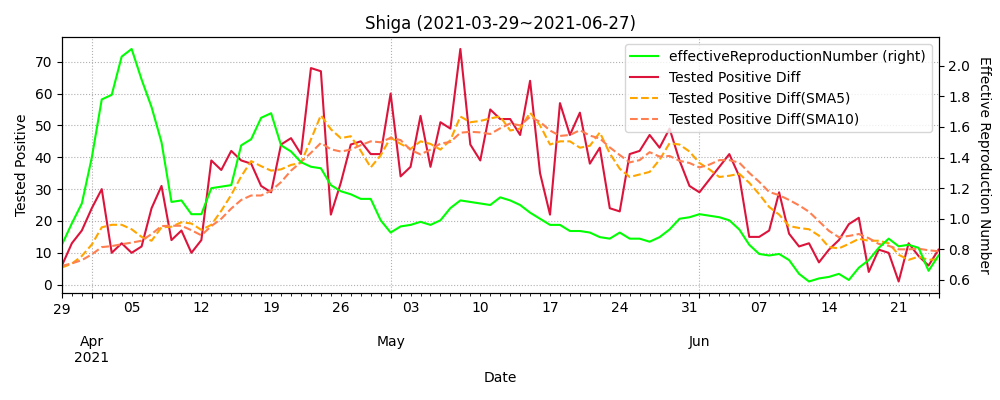 Shiga (2021-03-29~2021-06-27)
effectiveReproductionNumber (right)
Tested Positive Diff
Tested Positive Diff(SMA5)
Tested Positive Diff(SMA10)
Tested Positive
70
60
50
40
30
20
10
0
2.0
1.8
1.6
1.4
1.2
1.0
0.8
0.6
Effective Reproduction Number
29 05 12 19 26 03 10 17 24 31 07 14 21
Apr May Jun
2021
Date